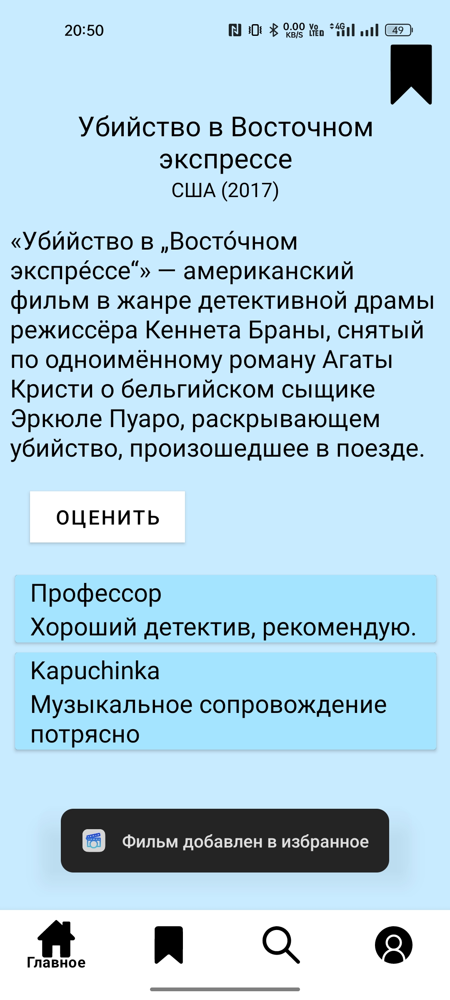 20:50
0.00
KB/S
Vo
LTE D
4G
49
Убийство в Восточном
экспрессе
США (2017)
«Уби́йство в „Восто́чном
экспре́ссе“» — американский
фильм в жанре детективной драмы
режиссёра Кеннета Браны, снятый
по одноимённому роману Агаты
Кристи о бельгийском сыщике
Эркюле Пуаро, раскрывающем
убийство, произошедшее в поезде.
ОЦЕНИТЬ
Профессор
Хороший детектив, рекомендую.
Kapuchinka
Музыкальное сопровождение
потрясно
Фильм добавлен в избранное
Главное